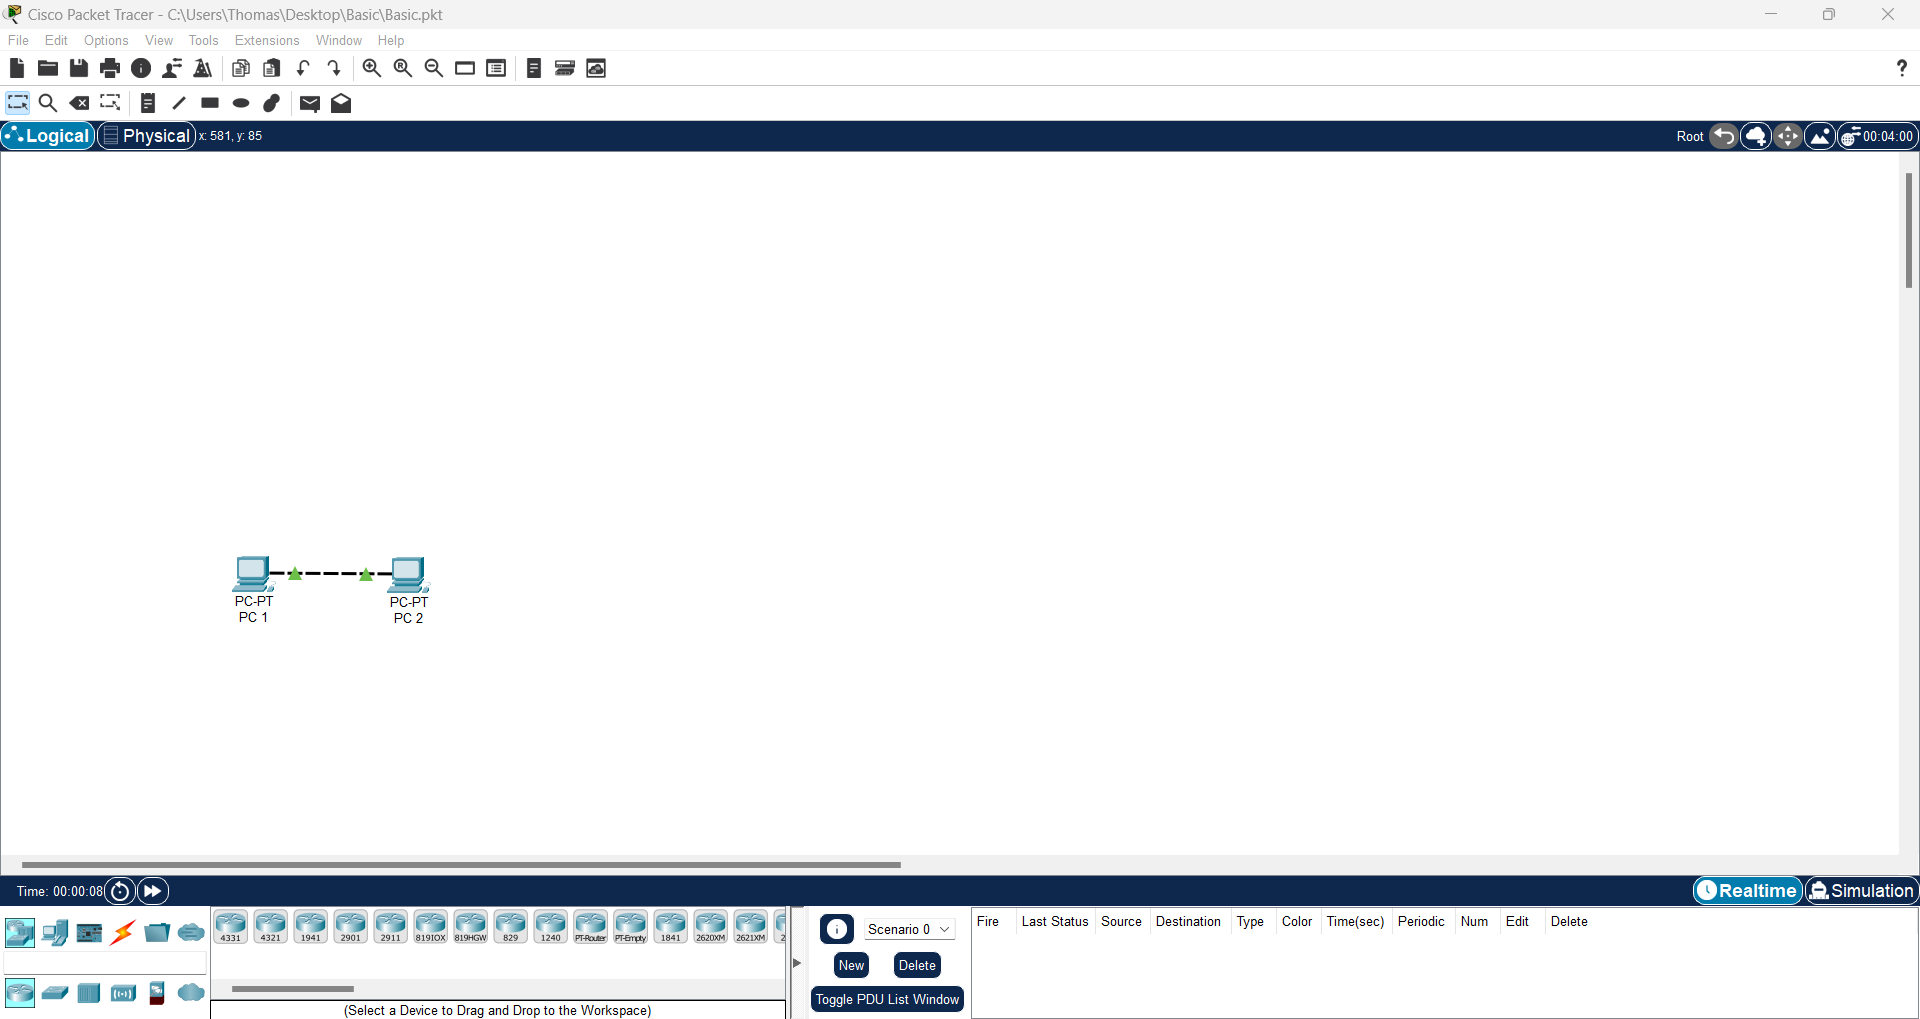 Cisco Packet Tracer - C:\Users\Thomas\Desktop\Basic\Basic.pkt
File Edit Options View Tools Extensions Window Help
Logical Physical x: 581, y: 85 Root 00:04:00
PC-PT PC-PT
PC 1 PC 2
Time: 00:00:08 Realtime Simulation
4331 4321 1941 2901 2911 819IOX 819HGW 829 1240 PT-Router PT-Empty 1841 2620XM 2621XM 2
Scenario 0
New Delete
Toggle PDU List Window
Fire Last Status Source Destination Type Color Time(sec) Periodic Num Edit Delete
(Select a Device to Drag and Drop to the Workspace)